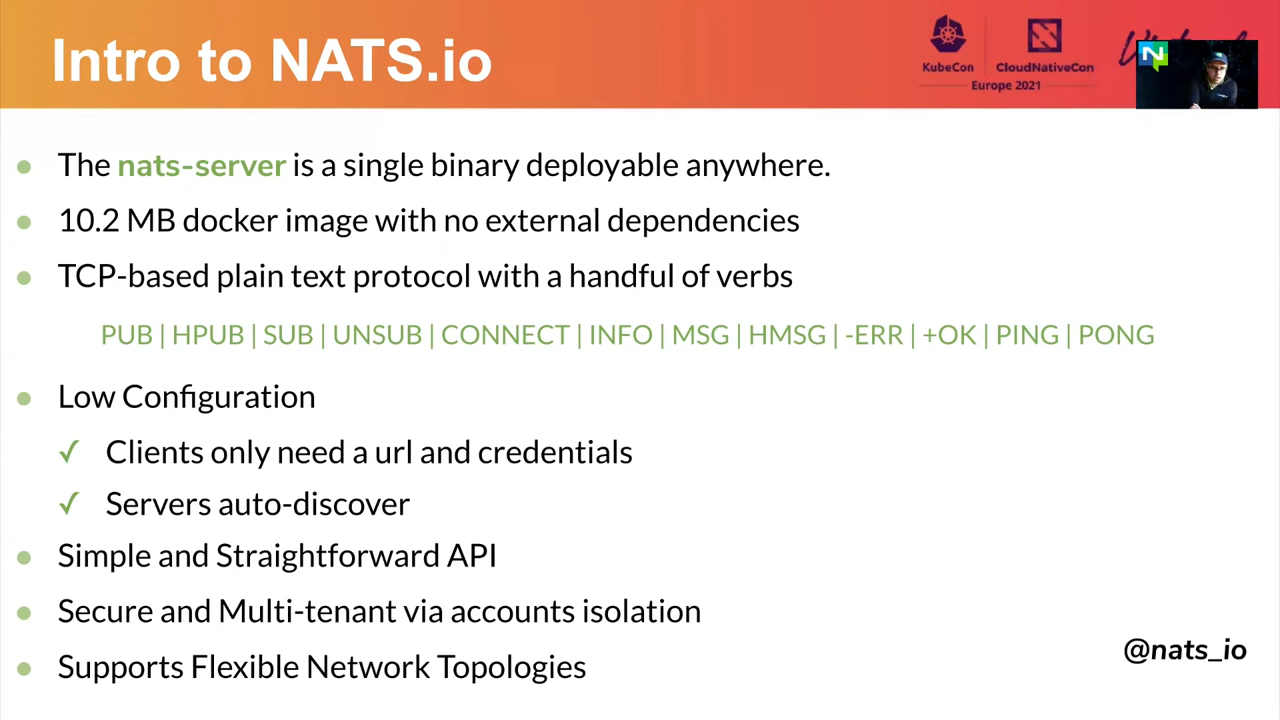 Intro to NATS.io
KubeCon
CloudNativeCon
Europe 2021
The nats-server is a single binary deployable anywhere.
10.2 MB docker image with no external dependencies
TCP-based plain text protocol with a handful of verbs
PUB | HPUB | SUB | UNSUB | CONNECT | INFO | MSG | HMSG | -ERR | +OK | PING | PONG
Low Configuration
Clients only need a url and credentials
Servers auto-discover
Simple and Straightforward API
Secure and Multi-tenant via accounts isolation
Supports Flexible Network Topologies
@nats_io